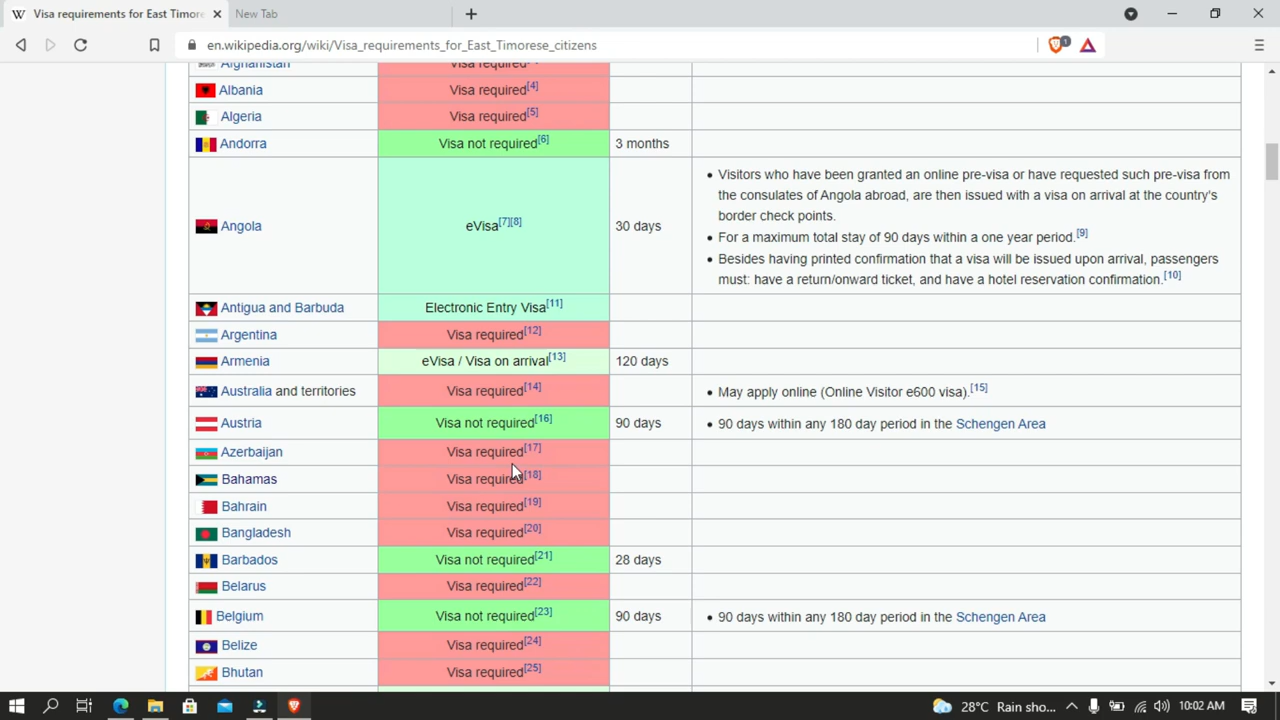 Visa requirements for East Timore
New Tab
en.wikipedia.org/wiki/Visa_requirements_for_East_Timorese_citizens
1
Afghanistan Visa required
Albania Visa required[4]
Algeria Visa required[5]
Andorra Visa not required[6] 3 months
• Visitors who have been granted an online pre-visa or have requested such pre-visa from
the consulates of Angola abroad, are then issued with a visa on arrival at the country's
border check points.
Angola eVisa[7][8] 30 days
• For a maximum total stay of 90 days within a one year period.[9]
• Besides having printed confirmation that a visa will be issued upon arrival, passengers
must: have a return/onward ticket, and have a hotel reservation confirmation.[10]
Antigua and Barbuda Electronic Entry Visa[11]
Argentina Visa required[12]
Armenia eVisa / Visa on arrival[13] 120 days
Australia and territories Visa required[14] • May apply online (Online Visitor e600 visa).[15]
Austria Visa not required[16] 90 days • 90 days within any 180 day period in the Schengen Area
Azerbaijan Visa required[17]
Bahamas Visa required[18]
Bahrain Visa required[19]
Bangladesh Visa required[20]
Barbados Visa not required[21] 28 days
Belarus Visa required[22]
Belgium Visa not required[23] 90 days • 90 days within any 180 day period in the Schengen Area
Belize Visa required[24]
Bhutan Visa required[25]
28°C Rain sho... 10:02 AM